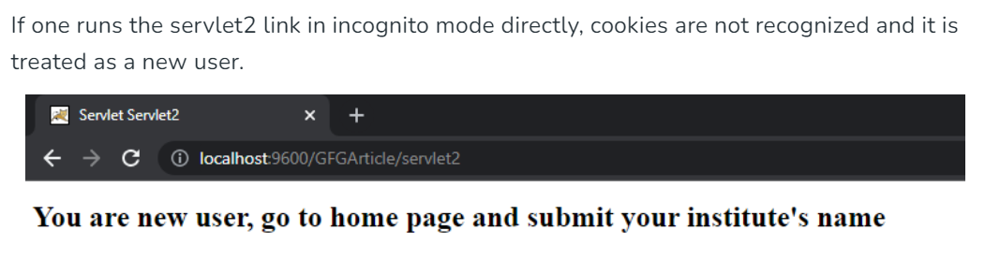 If one runs the servlet2 link in incognito mode directly, cookies are not recognized and it is
treated as a new user.
Servlet Servlet2
localhost:9600/GFGArticle/servlet2
You are new user, go to home page and submit your institute's name